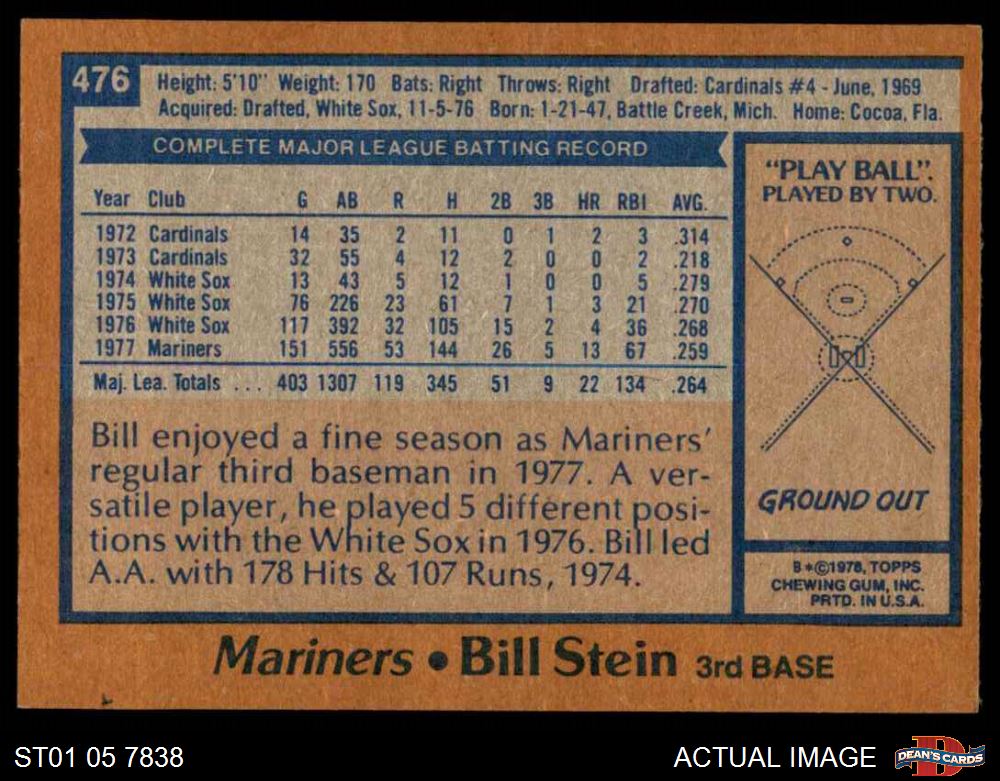 476
Height: 5'10" Weight: 170 Bats: Right Throws: Right Drafted: Cardinals #4 - June, 1969
Acquired: Drafted, White Sox, 11-5-76 Born: 1-21-47, Battle Creek, Mich. Home: Cocoa, Fla.
COMPLETE MAJOR LEAGUE BATTING RECORD
Year Club G AB R H 2B 3B HR RBI AVG.
1972 Cardinals 14 35 2 11 0 1 2 3 .314
1973 Cardinals 32 55 4 12 2 0 0 2 .218
1974 White Sox 13 43 5 12 1 0 0 5 .279
1975 White Sox 76 226 23 61 7 1 3 21 .270
1976 White Sox 117 392 32 105 15 2 4 36 .268
1977 Mariners 151 556 53 144 26 5 13 67 .259
Maj. Lea. Totals ... 403 1307 119 345 51 9 22 134 .264
Bill enjoyed a fine season as Mariners'
regular third baseman in 1977. A ver-
satile player, he played 5 different posi-
tions with the White Sox in 1976. Bill led
A.A. with 178 Hits & 107 Runs, 1974.
"PLAY BALL".
PLAYED BY TWO.
GROUND OUT
B*©1978, TOPPS
CHEWING GUM, INC.
PRTD. IN U.S.A.
Mariners • Bill Stein 3rd BASE
ST01 05 7838
ACTUAL IMAGE
DEAN'S CARDS